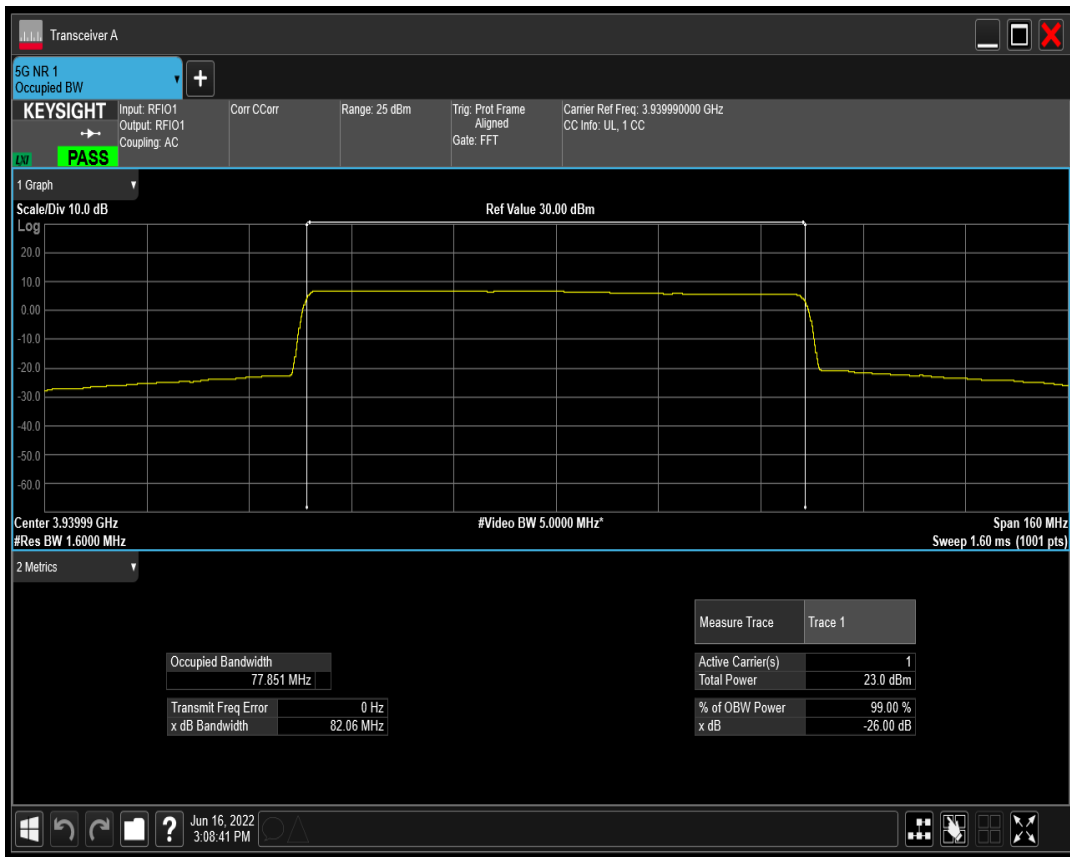 Transceiver A
5G NR 1
Occupied BW
+
KEYSIGHT
LXI
PASS
Input: RFIO1
Output: RFIO1
Coupling: AC
Corr CCorr
Range: 25 dBm
Trig: Prot Frame
Aligned
Gate: FFT
Carrier Ref Freq: 3.939990000 GHz
CC Info: UL, 1 CC
1 Graph
Scale/Div 10.0 dB
Ref Value 30.00 dBm
Log
20.0
10.0
0.00
-10.0
-20.0
-30.0
-40.0
-50.0
-60.0
Center 3.93999 GHz
#Video BW 5.0000 MHz*
Span 160 MHz
#Res BW 1.6000 MHz
Sweep 1.60 ms (1001 pts)
2 Metrics
Measure Trace Trace 1
Occupied Bandwidth
77.851 MHz
Active Carrier(s) 1
Total Power 23.0 dBm
Transmit Freq Error 0 Hz
x dB Bandwidth 82.06 MHz
% of OBW Power 99.00 %
x dB -26.00 dB
?
Jun 16, 2022
3:08:41 PM